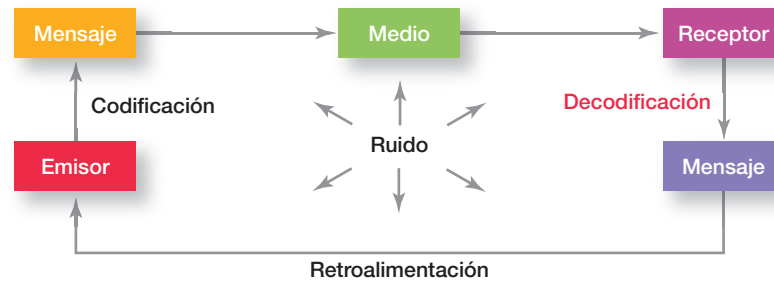 Mensaje
Medio
Receptor
Codificación
Decodificación
Ruido
Emisor
Mensaje
Retroalimentación